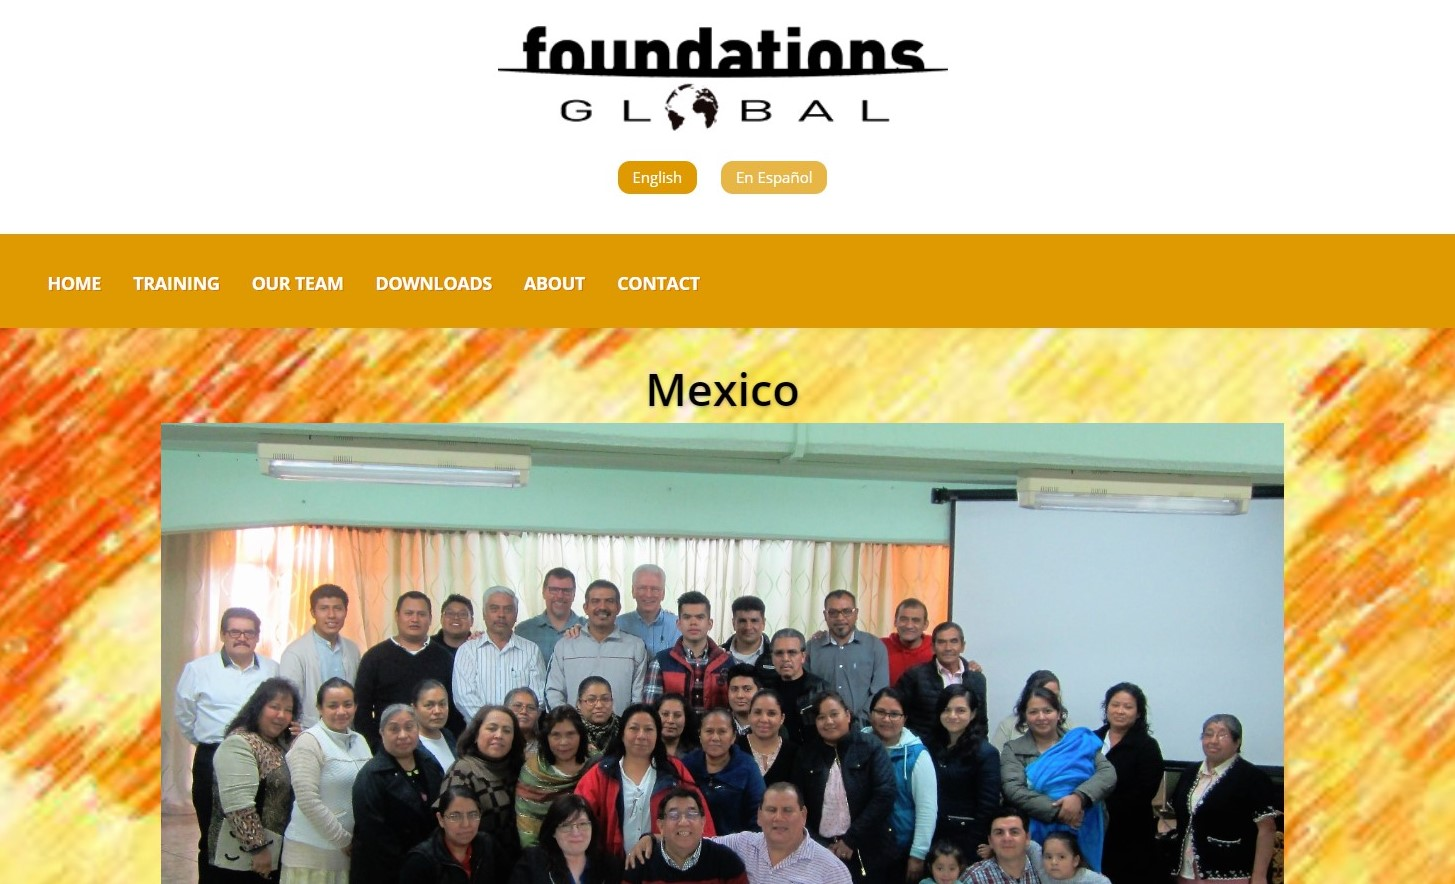 foundations
GLOBAL
English
En Español
HOME TRAINING OUR TEAM DOWNLOADS ABOUT CONTACT
Mexico